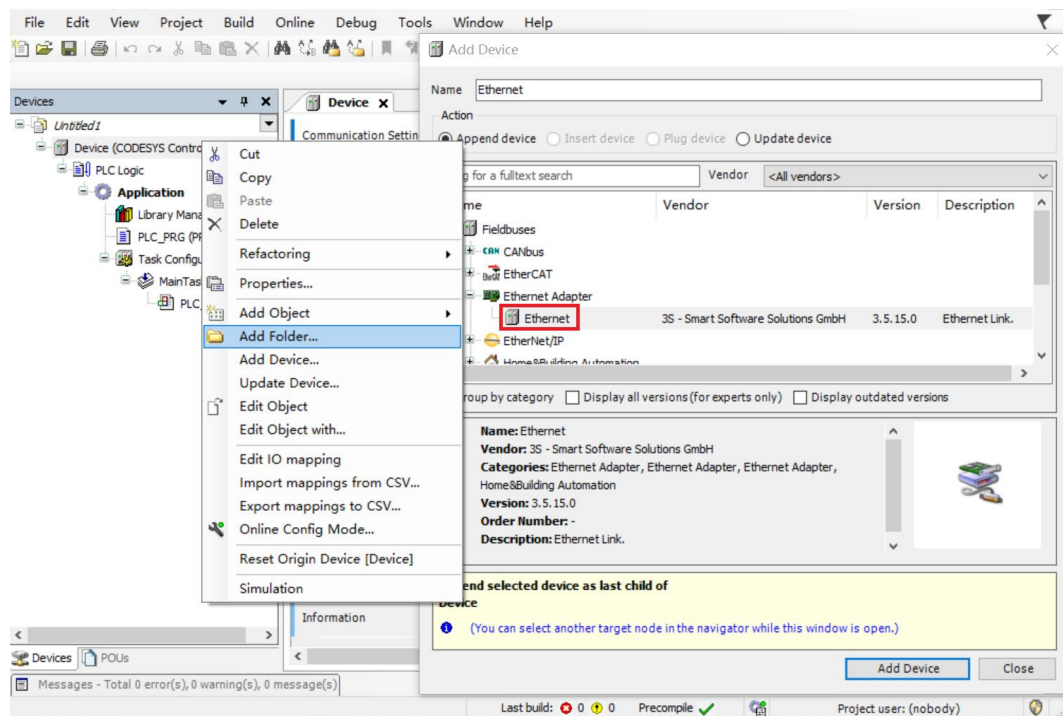 File Edit View Project Build Online Debug Tools Window Help
Devices
Untitled1
Device (CODESYS Contro
PLC Logic
Application
Library Mana
PLC_PRG (PR
Task Configu
MainTas
PLC_
Devices POUs
Messages - Total 0 error(s), 0 warning(s), 0 message(s)
Device
Communication Settin
Information
Cut
Copy
Paste
Delete
Refactoring
Properties...
Add Object
Add Folder...
Add Device...
Update Device...
Edit Object
Edit Object with...
Edit IO mapping
Import mappings from CSV...
Export mappings to CSV...
Online Config Mode...
Reset Origin Device [Device]
Simulation
Add Device
Name Ethernet
Action
Append device Insert device Plug device Update device
g for a fulltext search Vendor <All vendors>
me Vendor Version Description
Fieldbuses
CAN CANbus
EtherCAT
Ethernet Adapter
Ethernet 3S - Smart Software Solutions GmbH 3.5.15.0 Ethernet Link.
EtherNet/IP
Home&Building Automation
roup by category Display all versions (for experts only) Display outdated versions
Name: Ethernet
Vendor: 3S - Smart Software Solutions GmbH
Categories: Ethernet Adapter, Ethernet Adapter, Ethernet Adapter,
Home&Building Automation
Version: 3.5.15.0
Order Number: -
Description: Ethernet Link.
end selected device as last child of
Device
(You can select another target node in the navigator while this window is open.)
Add Device Close
Last build: 0 0 Precompile Project user: (nobody)